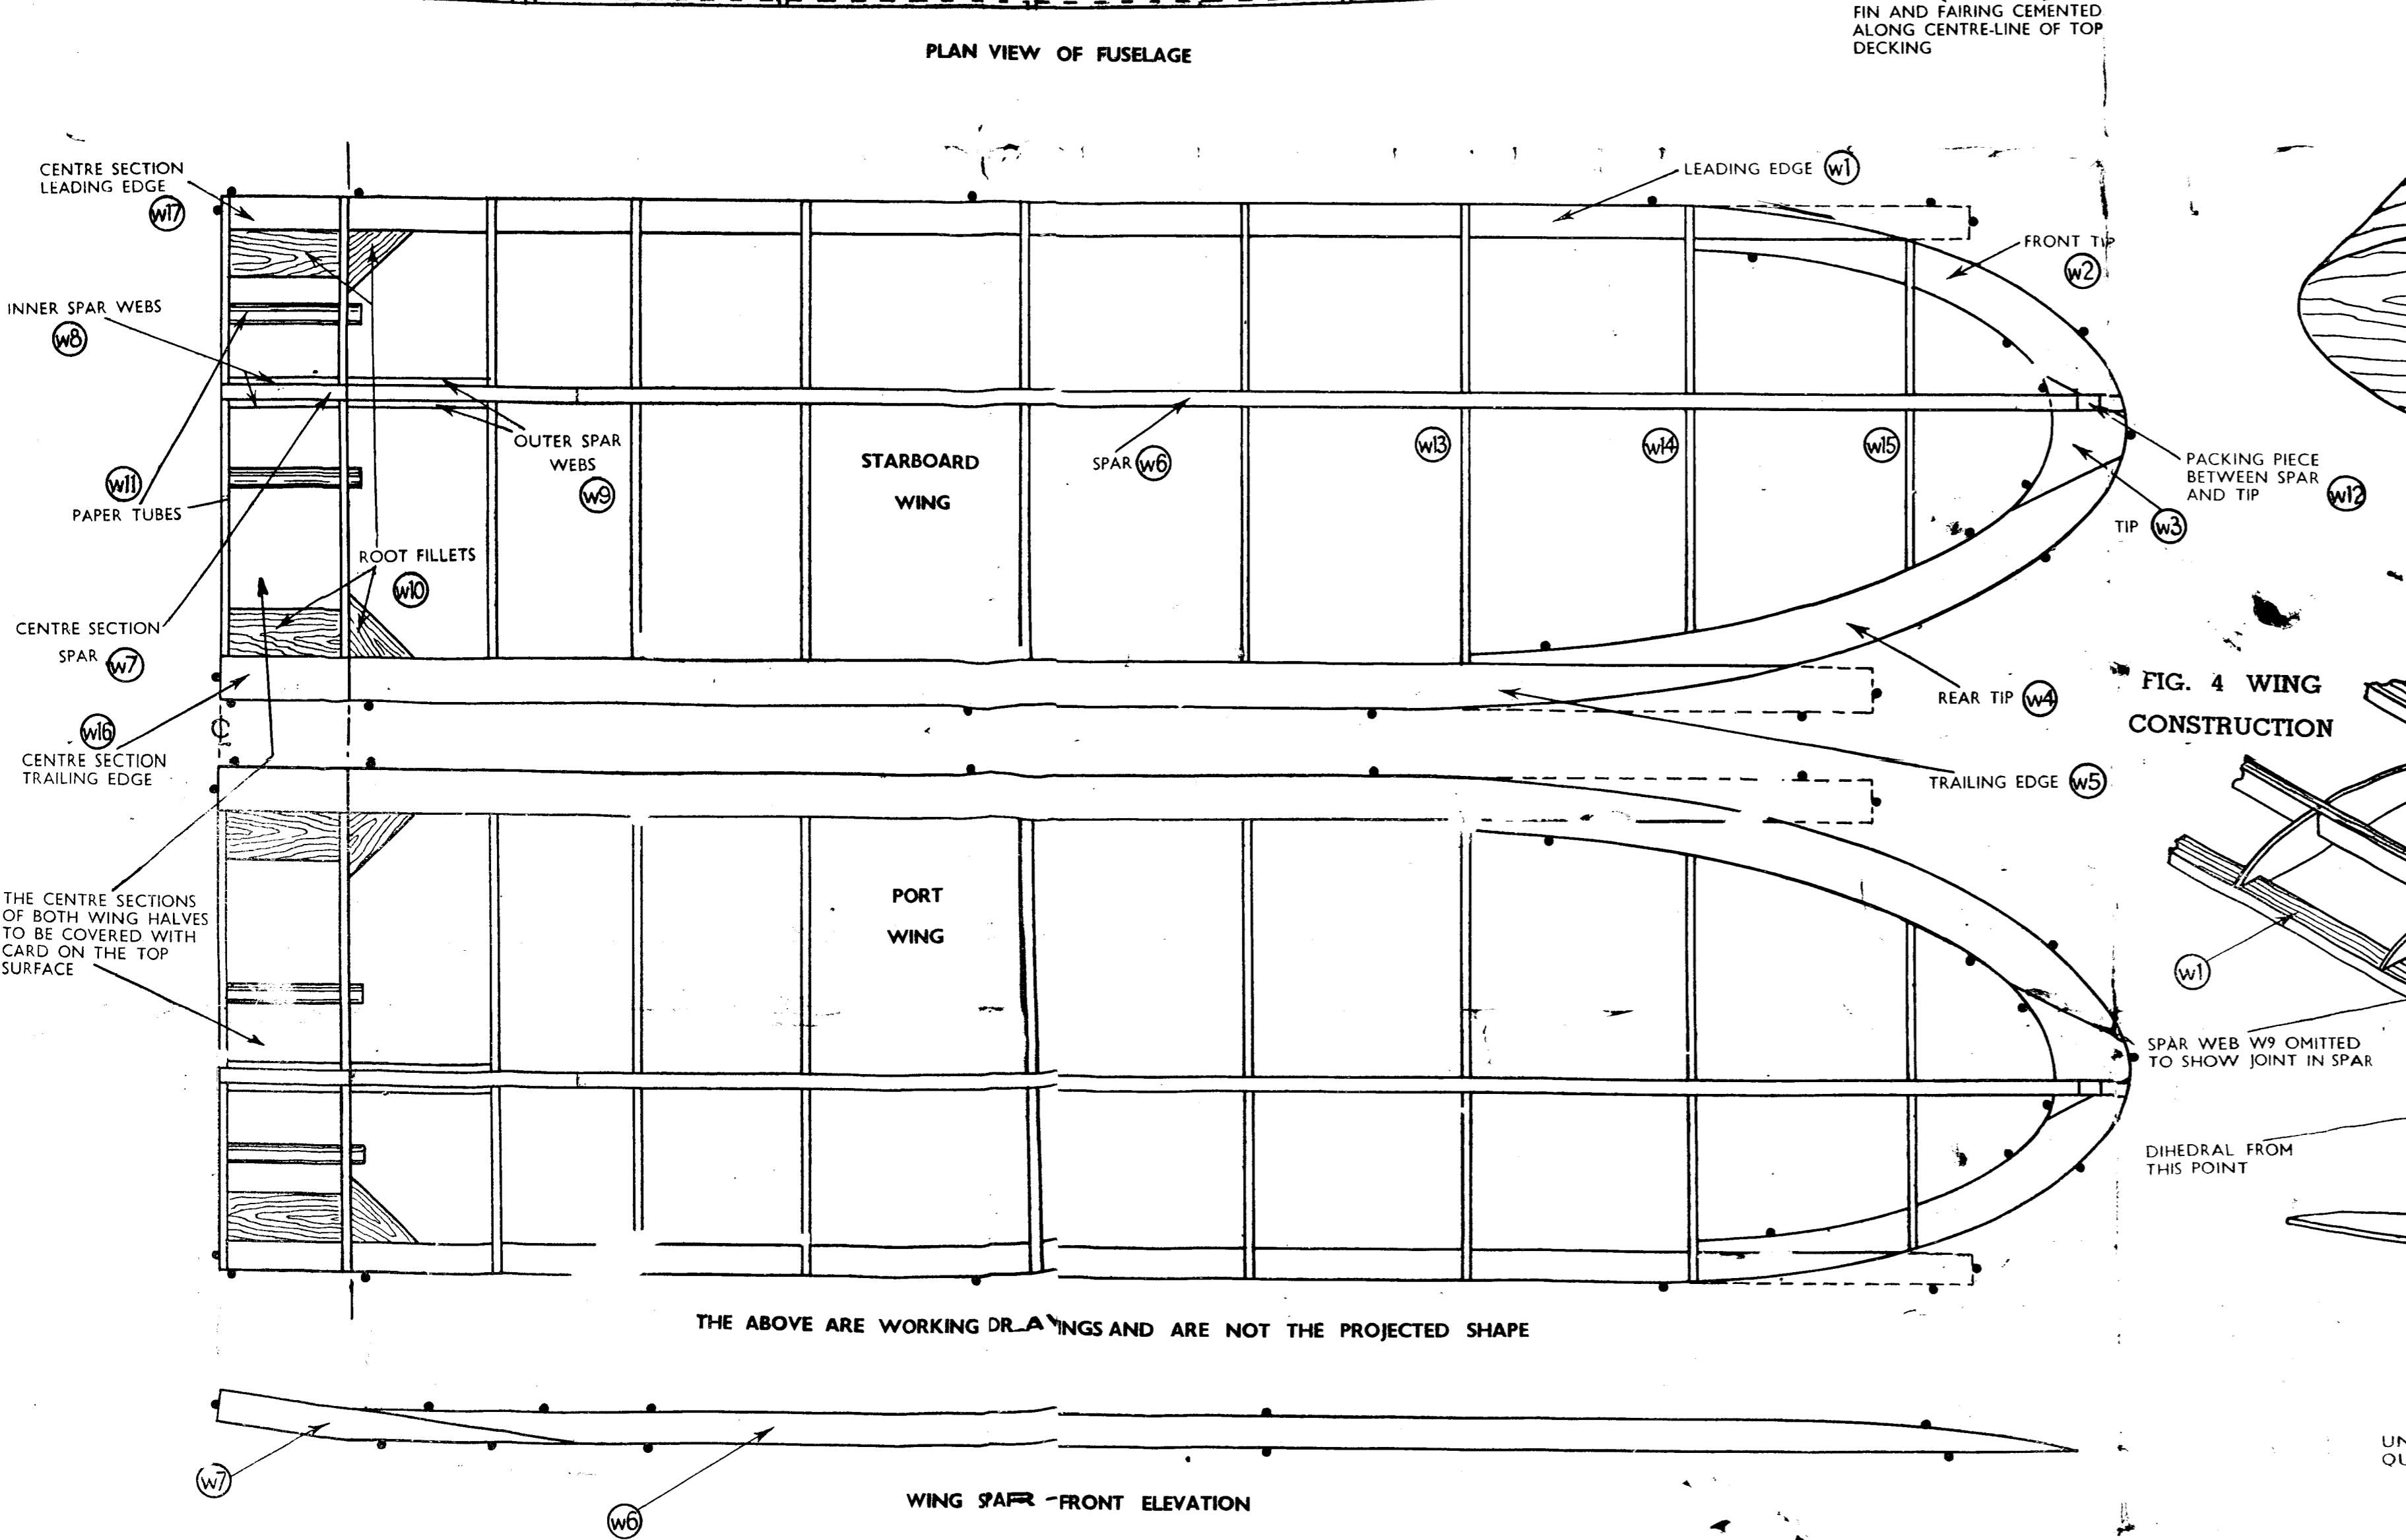 PLAN VIEW OF FUSELAGE
FIN AND FAIRING CEMENTED
ALONG CENTRE-LINE OF TOP
DECKING
CENTRE SECTION
LEADING EDGE
W17
LEADING EDGE W1
FRONT TIP
W2
INNER SPAR WEBS
W8
OUTER SPAR
WEBS
W9
STARBOARD
WING
SPAR W6
W13
W14
W15
PACKING PIECE
BETWEEN SPAR
AND TIP
W12
W11
PAPER TUBES
TIP W3
ROOT FILLETS
W10
CENTRE SECTION
SPAR W7
REAR TIP W4
FIG. 4 WING
CONSTRUCTION
W16
CENTRE SECTION
TRAILING EDGE
TRAILING EDGE W5
THE CENTRE SECTIONS
OF BOTH WING HALVES
TO BE COVERED WITH
CARD ON THE TOP
SURFACE
PORT
WING
W1
SPAR WEB W9 OMITTED
TO SHOW JOINT IN SPAR
DIHEDRAL FROM
THIS POINT
THE ABOVE ARE WORKING DRAWINGS AND ARE NOT THE PROJECTED SHAPE
W7
W6
WING SPAR - FRONT ELEVATION
UN
QU